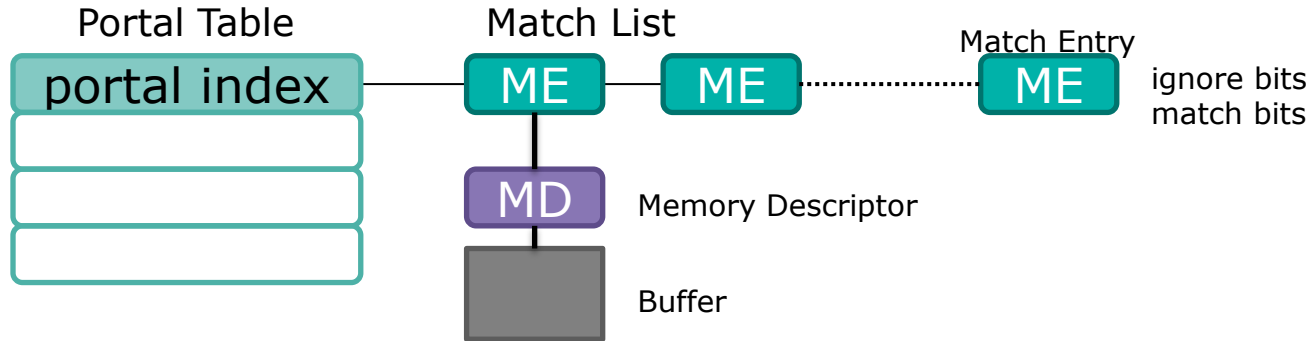 Portal Table
Match List
Match Entry
portal index
ME
ME
ME
ignore bits
match bits
MD
Memory Descriptor
Buffer